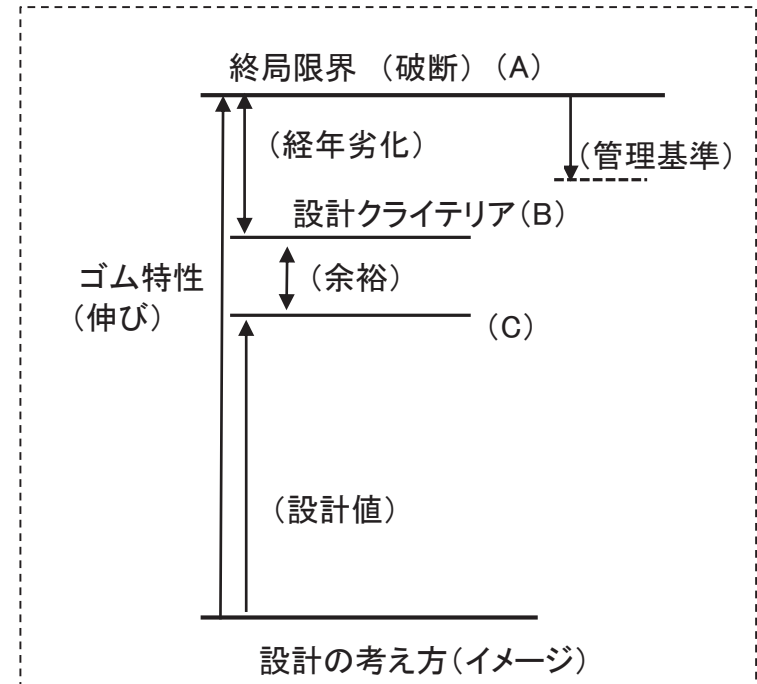 終局限界 （破断）（A）
（経年劣化）
（管理基準）
設計クライテリア（B）
ゴム特性
（伸び）
（余裕）
（C）
（設計値）
設計の考え方（イメージ）